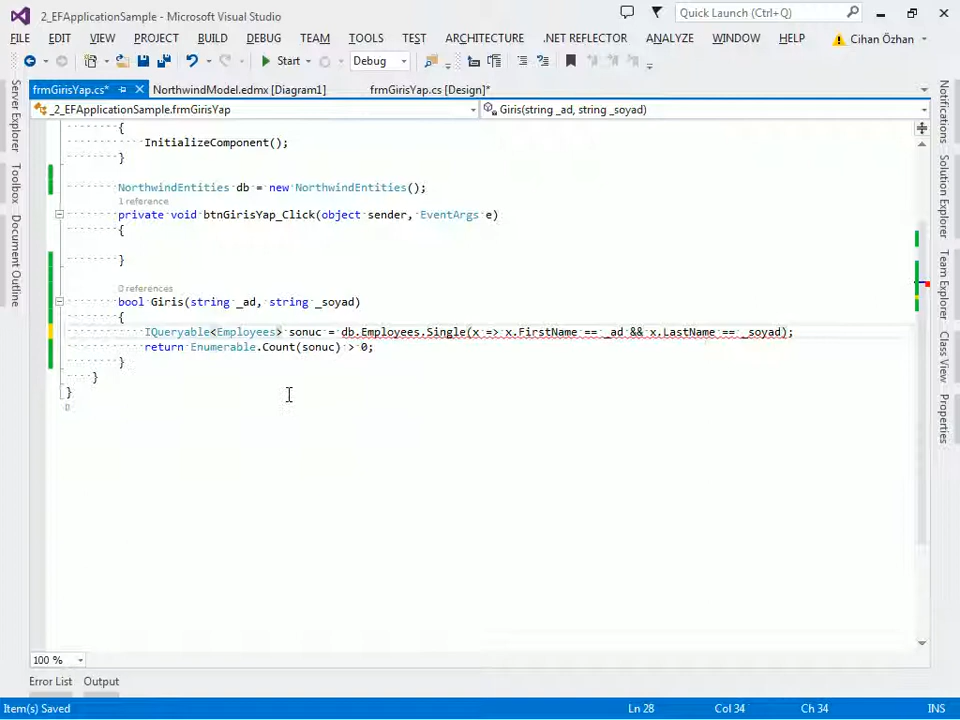 2_EFApplicationSample - Microsoft Visual Studio
Quick Launch (Ctrl+Q)
FILE EDIT VIEW PROJECT BUILD DEBUG TEAM TOOLS TEST ARCHITECTURE .NET REFLECTOR ANALYZE WINDOW HELP Cihan Özhan
Start Debug
frmGirisYap.cs* NorthwindModel.edmx [Diagram1] frmGirisYap.cs [Design]*
_2_EFApplicationSample.frmGirisYap Giris(string _ad, string _soyad)
Server Explorer
Toolbox
Document Outline
{
InitializeComponent();
}
NorthwindEntities db = new NorthwindEntities();
1 reference
private void btnGirisYap_Click(object sender, EventArgs e)
{
}
0 references
bool Giris(string _ad, string _soyad)
{
IQueryable<Employees> sonuc = db.Employees.Single(x => x.FirstName == _ad && x.LastName == _soyad);
return Enumerable.Count(sonuc) > 0;
}
}
}
Notifications
Solution Explorer
Team Explorer
Class View
Properties
100 %
Error List Output
Item(s) Saved Ln 28 Col 34 Ch 34 INS